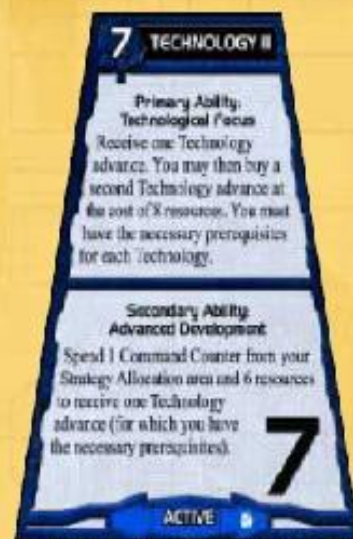 7 TECHNOLOGY II
Primary Ability:
Technological Focus
Receive one Technology
advance. You may then buy a
second Technology advance at
the cost of 8 resources. You must
have the necessary prerequisites
for each Technology.
Secondary Ability:
Advanced Development
Spend 1 Command Counter from your
Strategy Allocation area and 6 resources
to receive one Technology
advance (for which you have
the necessary prerequisites).
7
ACTIVE